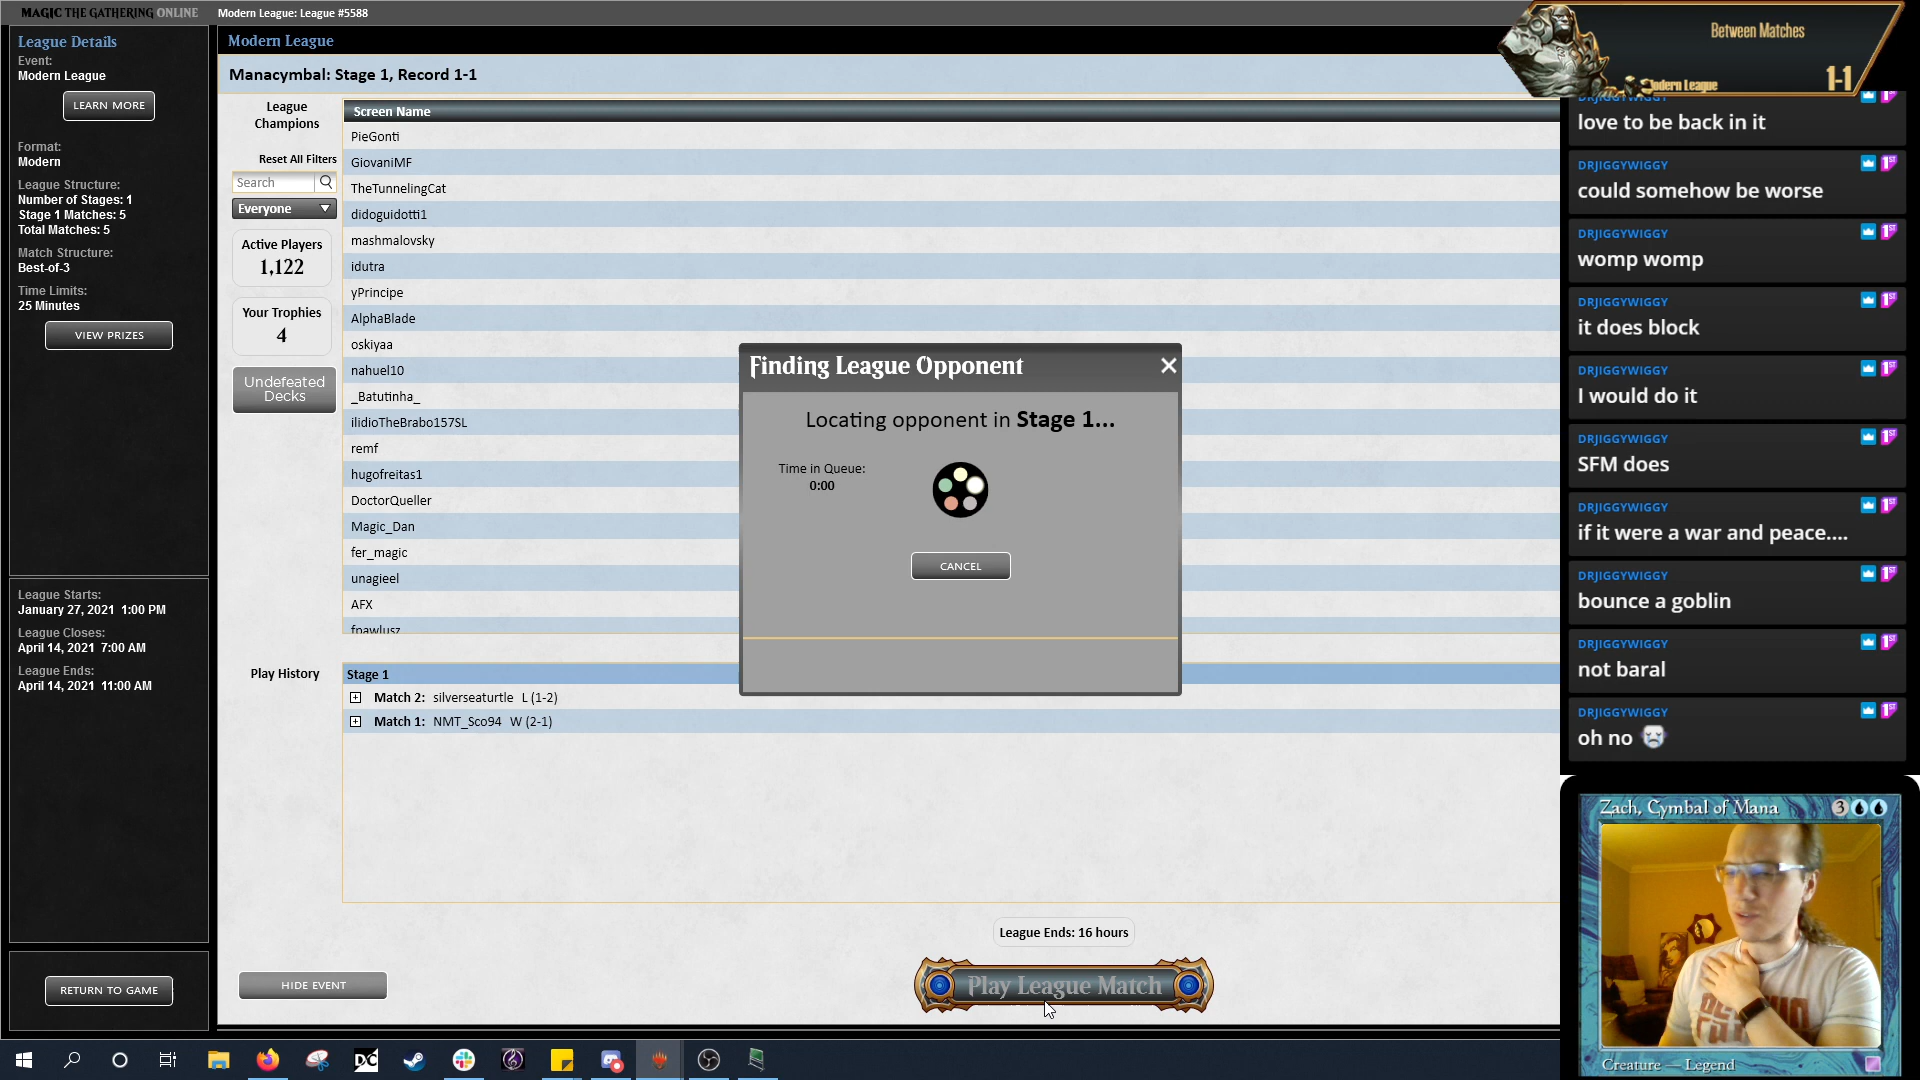 MAGIC THE GATHERING ONLINE
Modern League: League #5588
League Details
Event:
Modern League
LEARN MORE
Format:
Modern
League Structure:
Number of Stages: 1
Stage 1 Matches: 5
Total Matches: 5
Match Structure:
Best-of-3
Time Limits:
25 Minutes
VIEW PRIZES
League Starts:
January 27, 2021 1:00 PM
League Closes:
April 14, 2021 7:00 AM
League Ends:
April 14, 2021 11:00 AM
RETURN TO GAME
Modern League
Manacymbal: Stage 1, Record 1-1
League
Champions
Reset All Filters
Search
Everyone
Active Players
1,122
Your Trophies
4
Undefeated
Decks
Screen Name
PieGonti
GiovaniMF
TheTunnelingCat
didoguidotti1
mashmalovsky
idutra
yPrincipe
AlphaBlade
oskiyaa
nahuel10
_Batutinha_
ilidioTheBrabo157SL
remf
hugofreitas1
DoctorQueller
Magic_Dan
fer_magic
unagieel
AFX
fpawlusz
Finding League Opponent
Locating opponent in Stage 1...
Time in Queue:
0:00
CANCEL
Play History
Stage 1
Match 2: silverseaturtle L (1-2)
Match 1: NMT_Sco94 W (2-1)
League Ends: 16 hours
HIDE EVENT
Play League Match
Between Matches
Modern League
1-1
DRJIGGYWIGGY
love to be back in it
DRJIGGYWIGGY
could somehow be worse
DRJIGGYWIGGY
womp womp
DRJIGGYWIGGY
it does block
DRJIGGYWIGGY
I would do it
DRJIGGYWIGGY
SFM does
DRJIGGYWIGGY
if it were a war and peace....
DRJIGGYWIGGY
bounce a goblin
DRJIGGYWIGGY
not baral
DRJIGGYWIGGY
oh no
Zach, Cymbal of Mana 3
Creature — Legend
DC